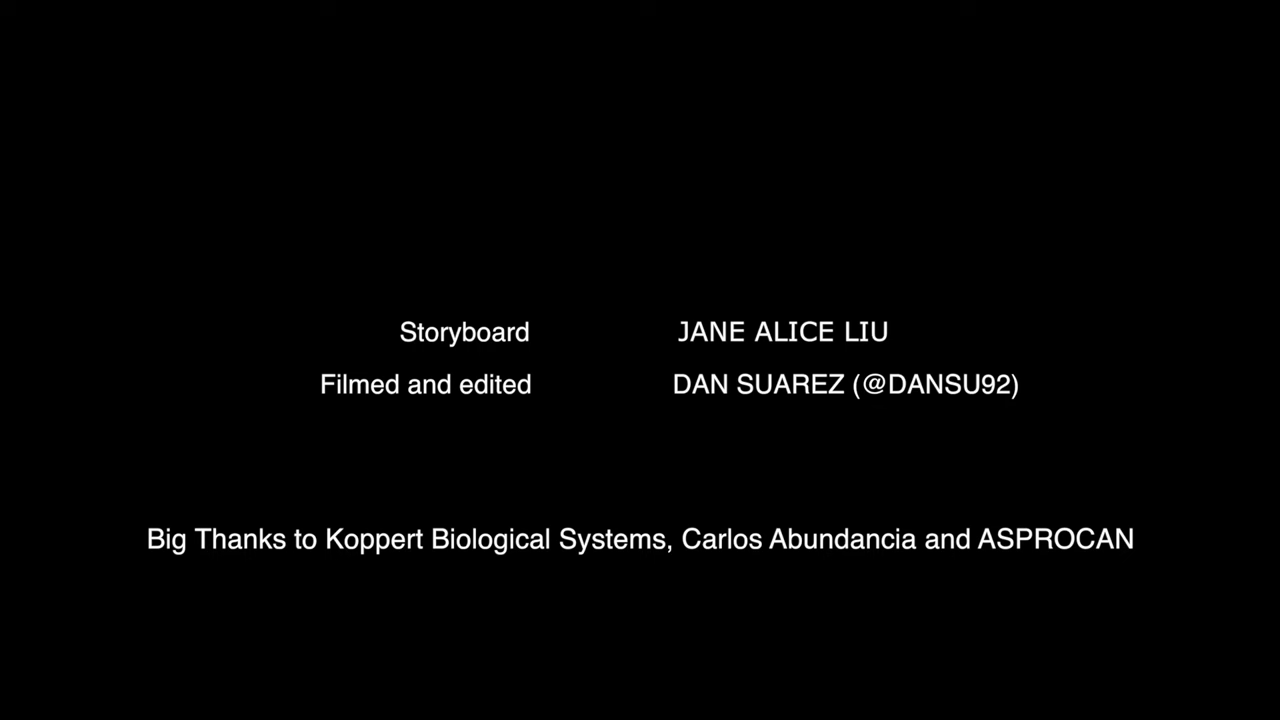 Storyboard JANE ALICE LIU
Filmed and edited DAN SUAREZ (@DANSU92)
Big Thanks to Koppert Biological Systems, Carlos Abundancia and ASPROCAN